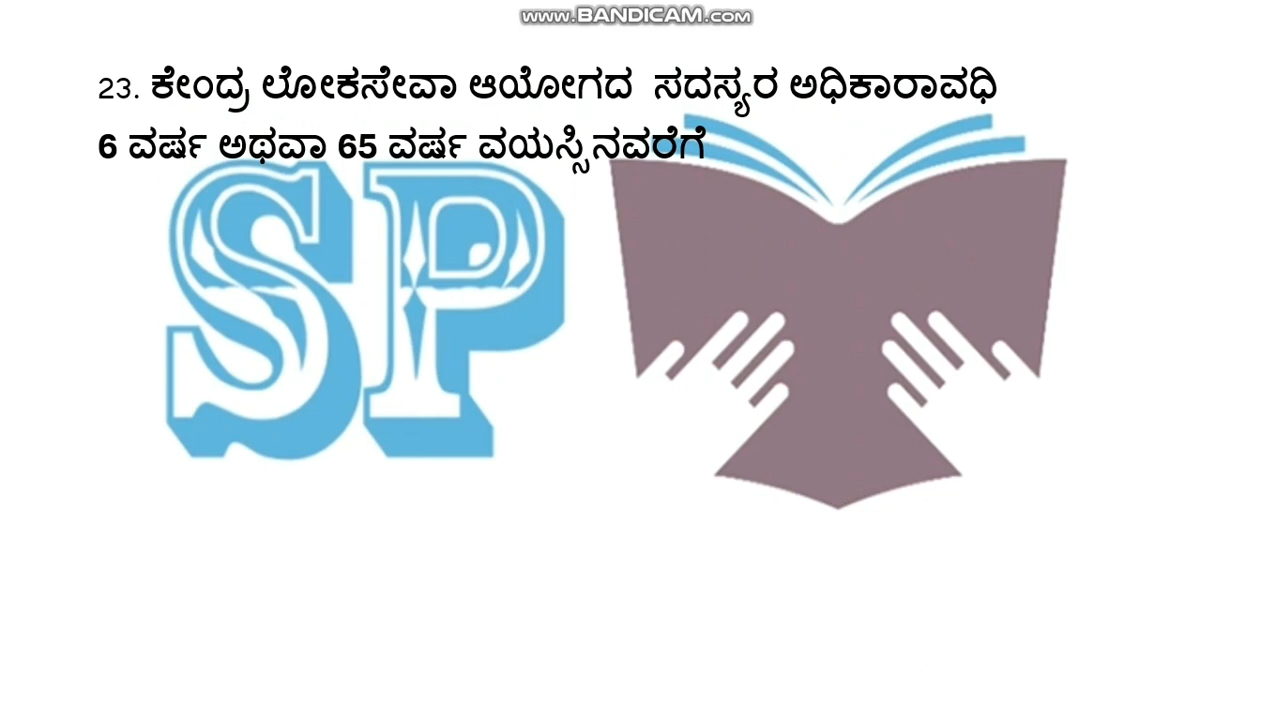 www.BANDICAM.com
23. ಕೇಂದ್ರ ಲೋಕಸೇವಾ ಆಯೋಗದ ಸದಸ್ಯರ ಅಧಿಕಾರಾವಧಿ
6 ವರ್ಷ ಅಥವಾ 65 ವರ್ಷ ವಯಸ್ಸಿನವರೆಗೆ
SP